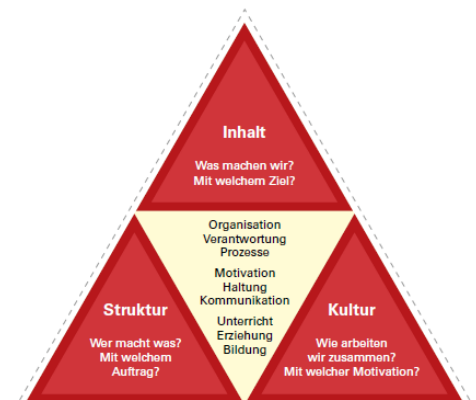 Inhalt
Was machen wir?
Mit welchem Ziel?
Organisation
Verantwortung
Prozesse
Motivation
Haltung
Kommunikation
Unterricht
Erziehung
Bildung
Struktur
Wer macht was?
Mit welchem
Auftrag?
Kultur
Wie arbeiten
wir zusammen?
Mit welcher Motivation?